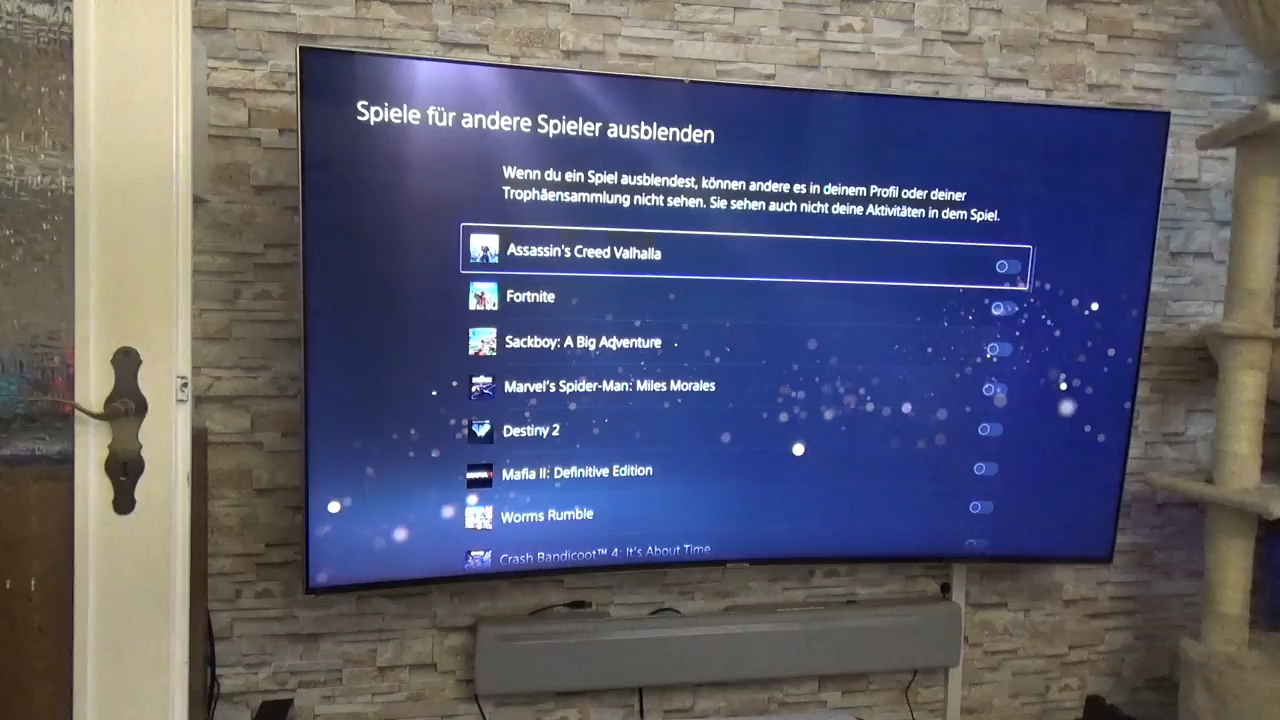 Spiele für andere Spieler ausblenden
Wenn du ein Spiel ausblendest, können andere es in deinem Profil oder deiner
Trophäensammlung nicht sehen. Sie sehen auch nicht deine Aktivitäten in dem Spiel.
Assassin's Creed Valhalla
Fortnite
Sackboy: A Big Adventure
Marvel's Spider-Man: Miles Morales
Destiny 2
Mafia II: Definitive Edition
Worms Rumble
Crash Bandicoot™ 4: It's About Time